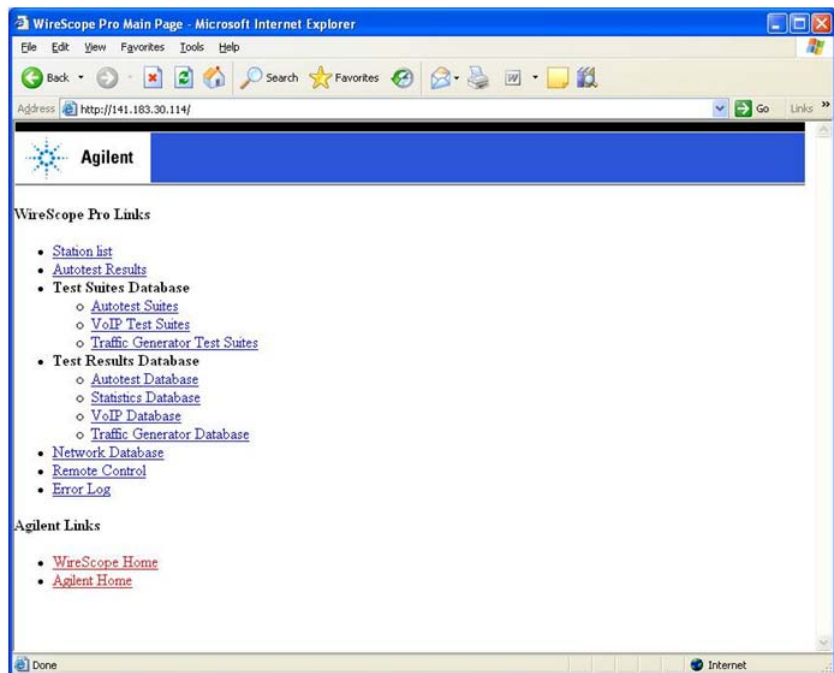 WireScope Pro Main Page - Microsoft Internet Explorer
File Edit View Favorites Tools Help
Back Search Favorites
Address http://141.183.30.114/ Go Links »
Agilent
WireScope Pro Links
Station list
Autotest Results
Test Suites Database
Autotest Suites
VoIP Test Suites
Traffic Generator Test Suites
Test Results Database
Autotest Database
Statistics Database
VoIP Database
Traffic Generator Database
Network Database
Remote Control
Error Log
Agilent Links
WireScope Home
Agilent Home
Done Internet